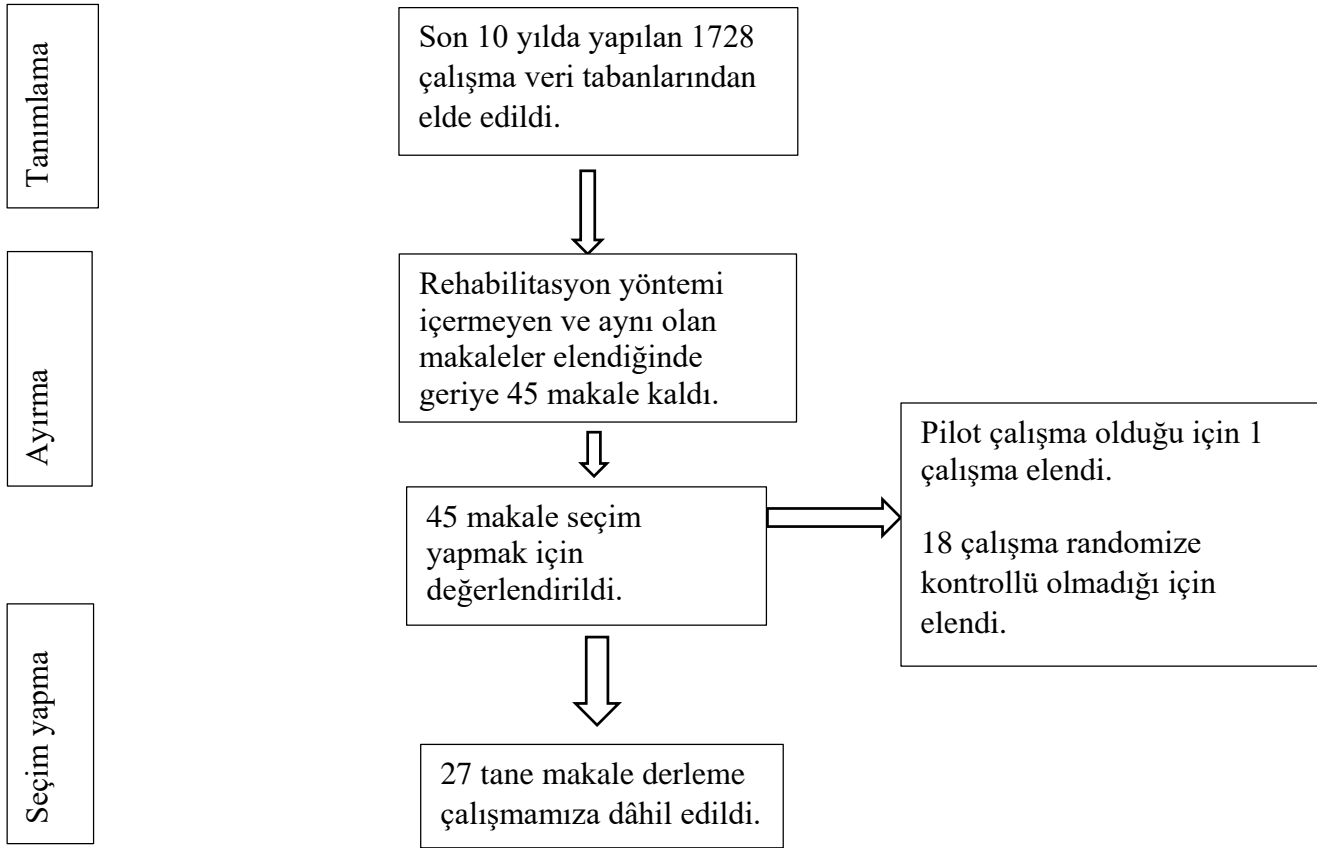 Tanımlama
Son 10 yılda yapılan 1728
çalışma veri tabanlarından
elde edildi.
Ayırma
Rehabilitasyon yöntemi
içermeyen ve aynı olan
makaleler elendiğinde
geriye 45 makale kaldı.
45 makale seçim
yapmak için
değerlendirildi.
Pilot çalışma olduğu için 1
çalışma elendi.
18 çalışma randomize
kontrollü olmadığı için
elendi.
Seçim yapma
27 tane makale derleme
çalışmamıza dâhil edildi.